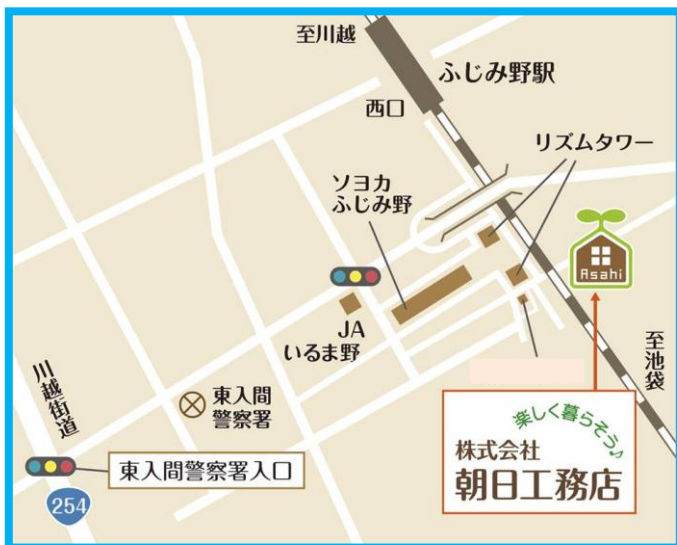 至川越
ふじみ野駅
西口
リズムタワー
ソヨカ
ふじみ野
Asahi
JA
いるま野
至池袋
川越街道
東入間
警察署
楽しく暮らそう♪
株式会社
朝日工務店
東入間警察署入口
254